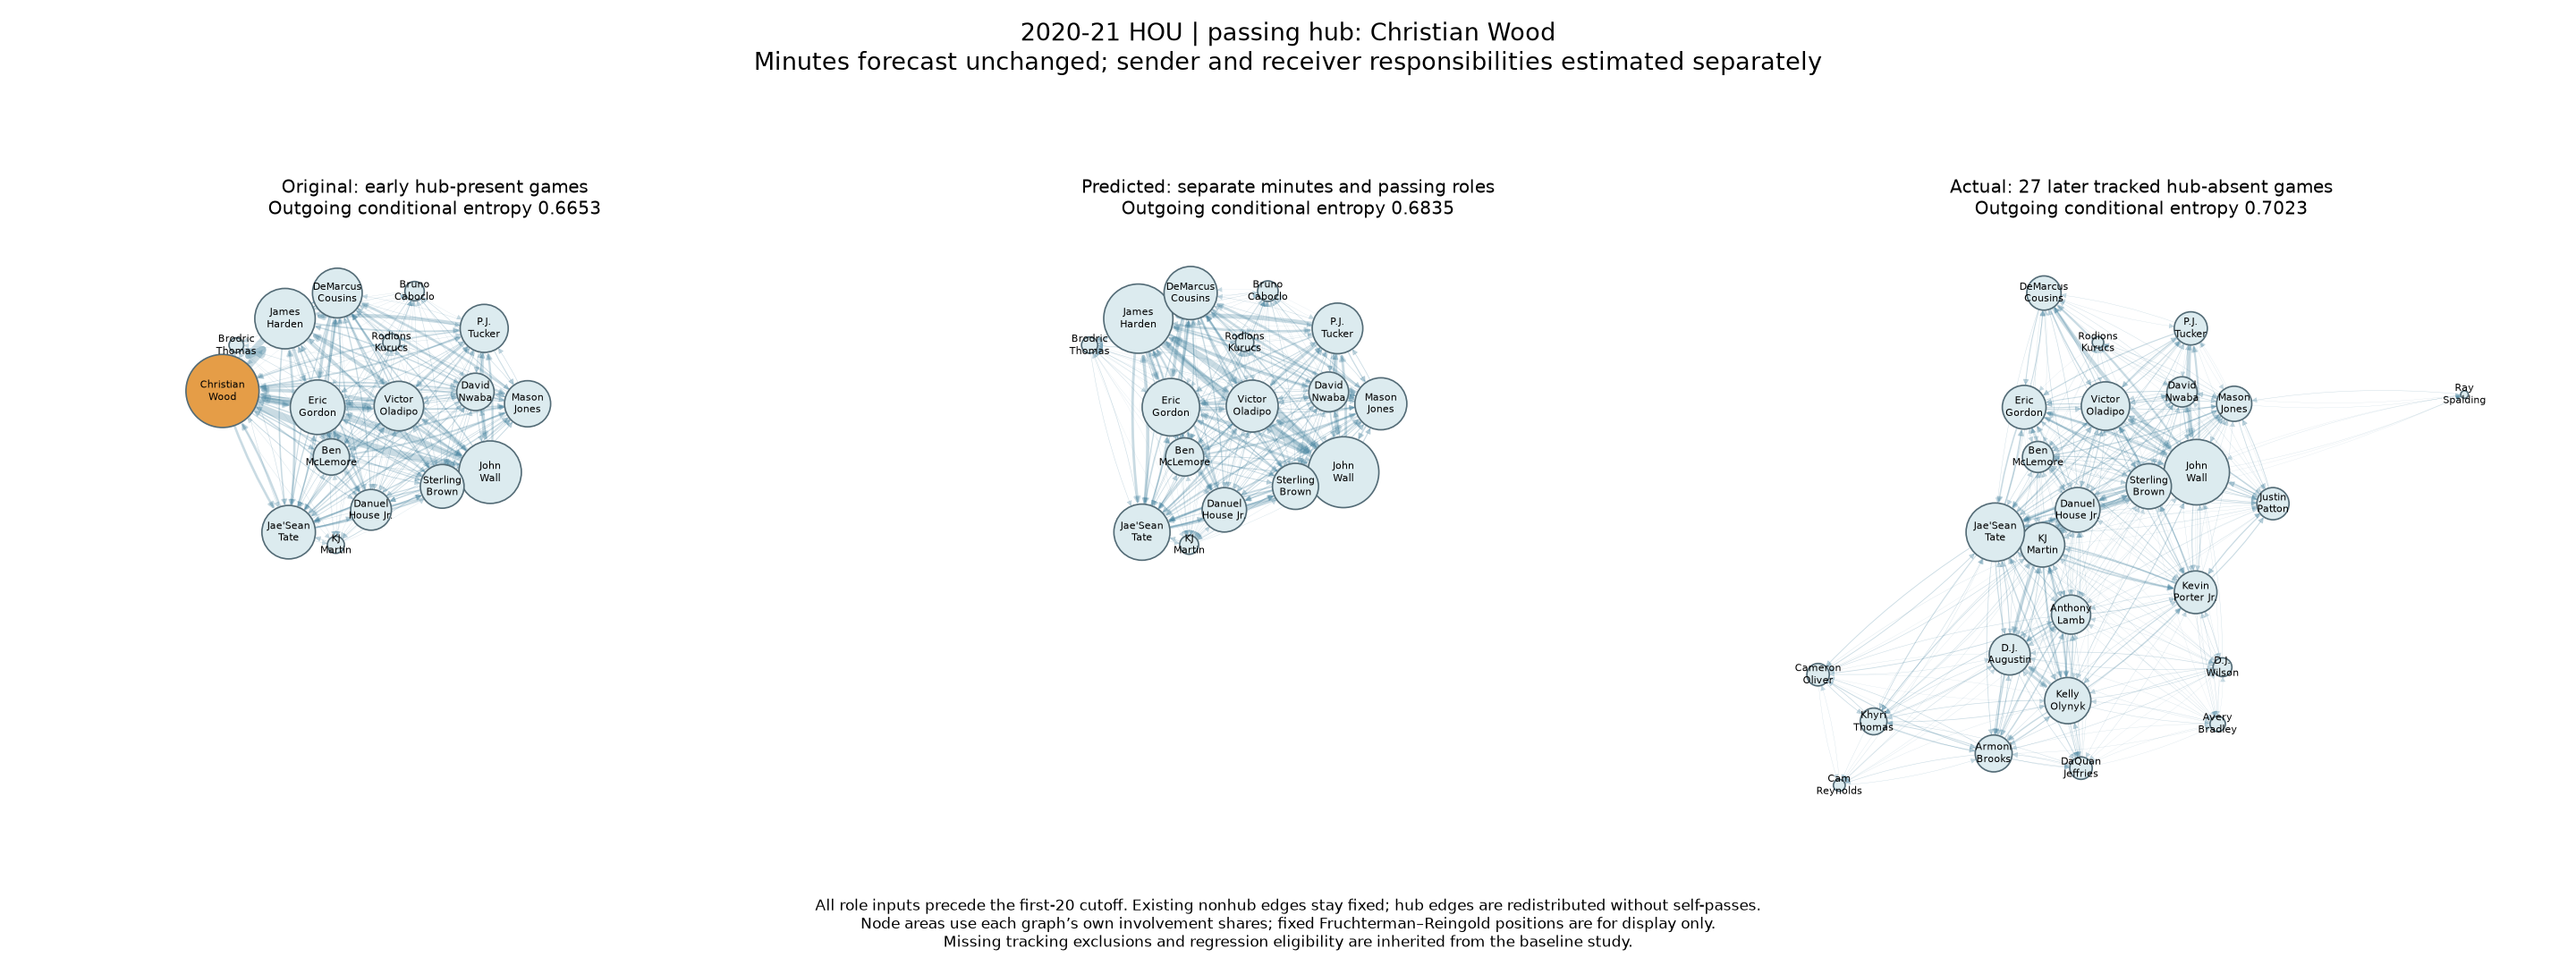 2020-21 HOU | passing hub: Christian Wood
Minutes forecast unchanged; sender and receiver responsibilities estimated separately
Original: early hub-present games
Outgoing conditional entropy 0.6653
DeMarcus
Cousins
Bruno
Caboclo
James
Harden
P.J.
Tucker
Brodric
Thomas
Rodions
Kurucs
Christian
Wood
Eric
Gordon
Victor
Oladipo
David
Nwaba
Mason
Jones
Ben
McLemore
John
Wall
Sterling
Brown
Danuel
House Jr.
Jae'Sean
Tate
KJ
Martin
Predicted: separate minutes and passing roles
Outgoing conditional entropy 0.6835
DeMarcus
Cousins
Bruno
Caboclo
James
Harden
P.J.
Tucker
Brodric
Thomas
Rodions
Kurucs
Eric
Gordon
Victor
Oladipo
David
Nwaba
Mason
Jones
Ben
McLemore
John
Wall
Sterling
Brown
Danuel
House Jr.
Jae'Sean
Tate
KJ
Martin
Actual: 27 later tracked hub-absent games
Outgoing conditional entropy 0.7023
DeMarcus
Cousins
P.J.
Tucker
Rodions
Kurucs
Ray
Spalding
Eric
Gordon
Victor
Oladipo
David
Nwaba
Mason
Jones
Ben
McLemore
John
Wall
Sterling
Brown
Justin
Patton
Danuel
House Jr.
Jae'Sean
Tate
KJ
Martin
Kevin
Porter Jr.
Anthony
Lamb
D.J.
Augustin
Cameron
Oliver
D.J.
Wilson
Kelly
Olynyk
Khyri
Thomas
Avery
Bradley
Armoni
Brooks
DaQuan
Jeffries
Cam
Reynolds
All role inputs precede the first-20 cutoff. Existing nonhub edges stay fixed; hub edges are redistributed without self-passes.
Node areas use each graph’s own involvement shares; fixed Fruchterman–Reingold positions are for display only.
Missing tracking exclusions and regression eligibility are inherited from the baseline study.